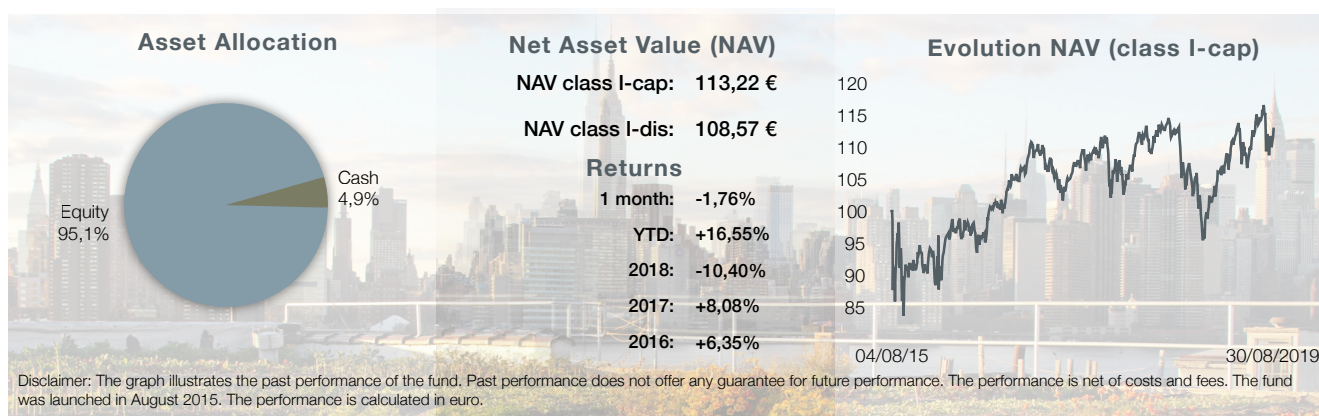 Asset Allocation
Equity
95,1%
Cash
4,9%
Net Asset Value (NAV)
NAV class I-cap: 113,22 €
NAV class I-dis: 108,57 €
Returns
1 month: -1,76%
YTD: +16,55%
2018: -10,40%
2017: +8,08%
2016: +6,35%
Evolution NAV (class I-cap)
120
115
110
105
100
95
90
85
04/08/15 30/08/2019
Disclaimer: The graph illustrates the past performance of the fund. Past performance does not offer any guarantee for future performance. The performance is net of costs and fees. The fund
was launched in August 2015. The performance is calculated in euro.